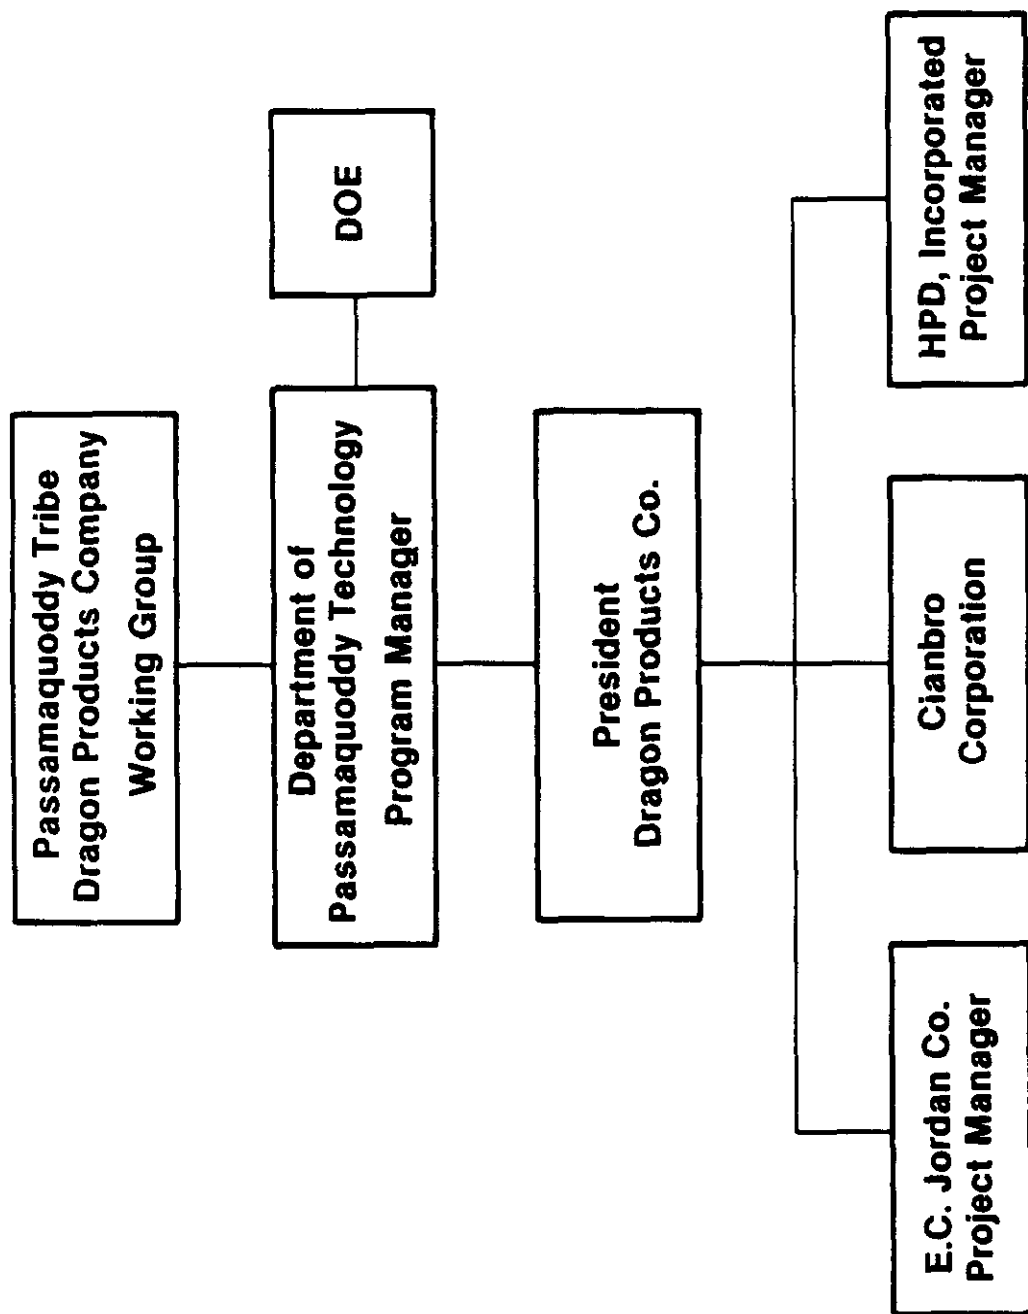 Passamaquoddy Tribe
Dragon Products Company
Working Group
Department of
Passamaquoddy Technology
Program Manager
DOE
President
Dragon Products Co.
E.C. Jordan Co.
Project Manager
Cianbro
Corporation
HPD, Incorporated
Project Manager